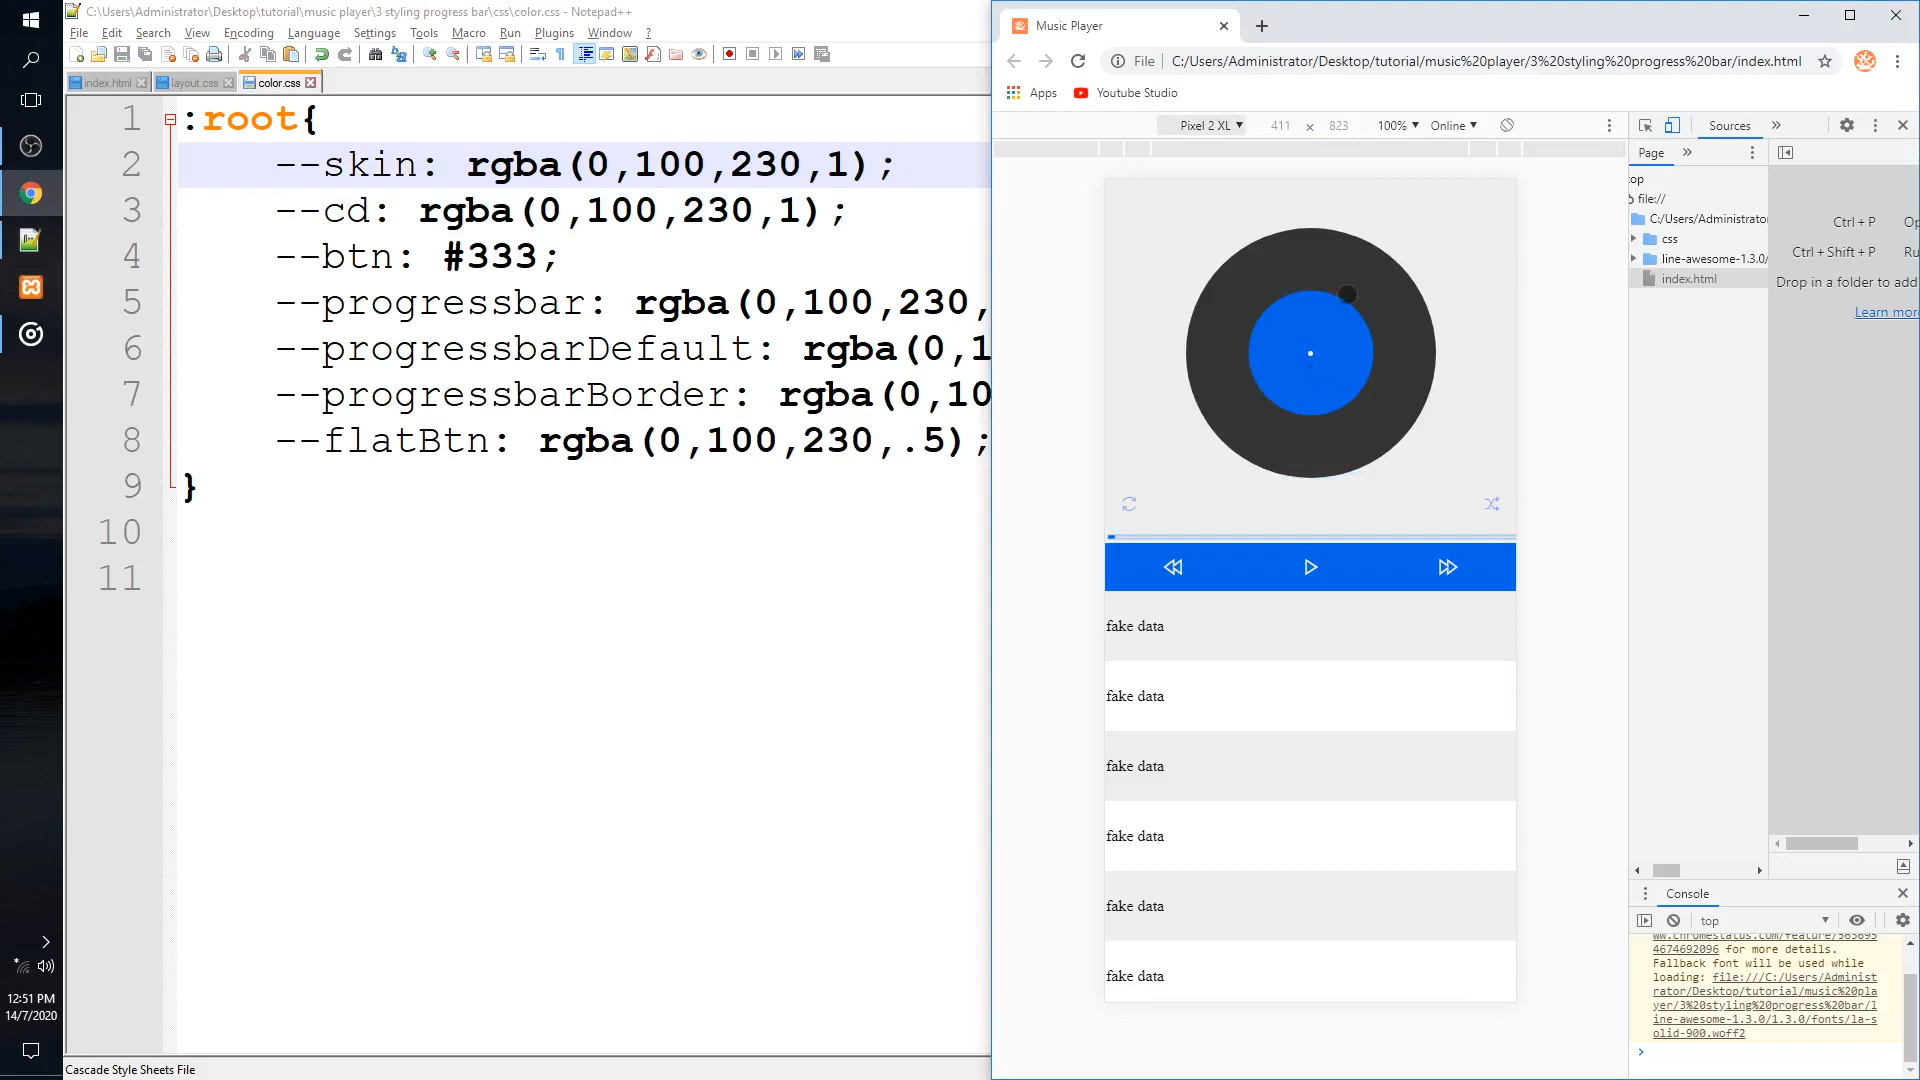 C:\Users\Administrator\Desktop\tutorial\music player\3 styling progress bar\css\color.css - Notepad++
File Edit Search View Encoding Language Settings Tools Macro Run Plugins Window ?
index.html layout.css color.css
1 :root{
2 --skin: rgba(0,100,230,1);
3 --cd: rgba(0,100,230,1);
4 --btn: #333;
5 --progressbar: rgba(0,100,230,
6 --progressbarDefault: rgba(0,1
7 --progressbarBorder: rgba(0,10
8 --flatBtn: rgba(0,100,230,.5);
9 }
10
11
Cascade Style Sheets File
12:51 PM
14/7/2020
Music Player
File C:/Users/Administrator/Desktop/tutorial/music%20player/3%20styling%20progress%20bar/index.html
Apps Youtube Studio
Pixel 2 XL 411 x 823 100% Online
fake data
fake data
fake data
fake data
fake data
fake data
Sources
Page
top
file://
C:/Users/Administrator
css
line-awesome-1.3.0/
index.html
Ctrl + P Op
Ctrl + Shift + P Ru
Drop in a folder to add
Learn mor
Console
top
ww.chromestatus.com/feature/563695
4674692096 for more details.
Fallback font will be used while
loading: file:///C:/Users/Administ
rator/Desktop/tutorial/music%20pla
yer/3%20styling%20progress%20bar/l
ine-awesome-1.3.0/1.3.0/fonts/la-s
olid-900.woff2